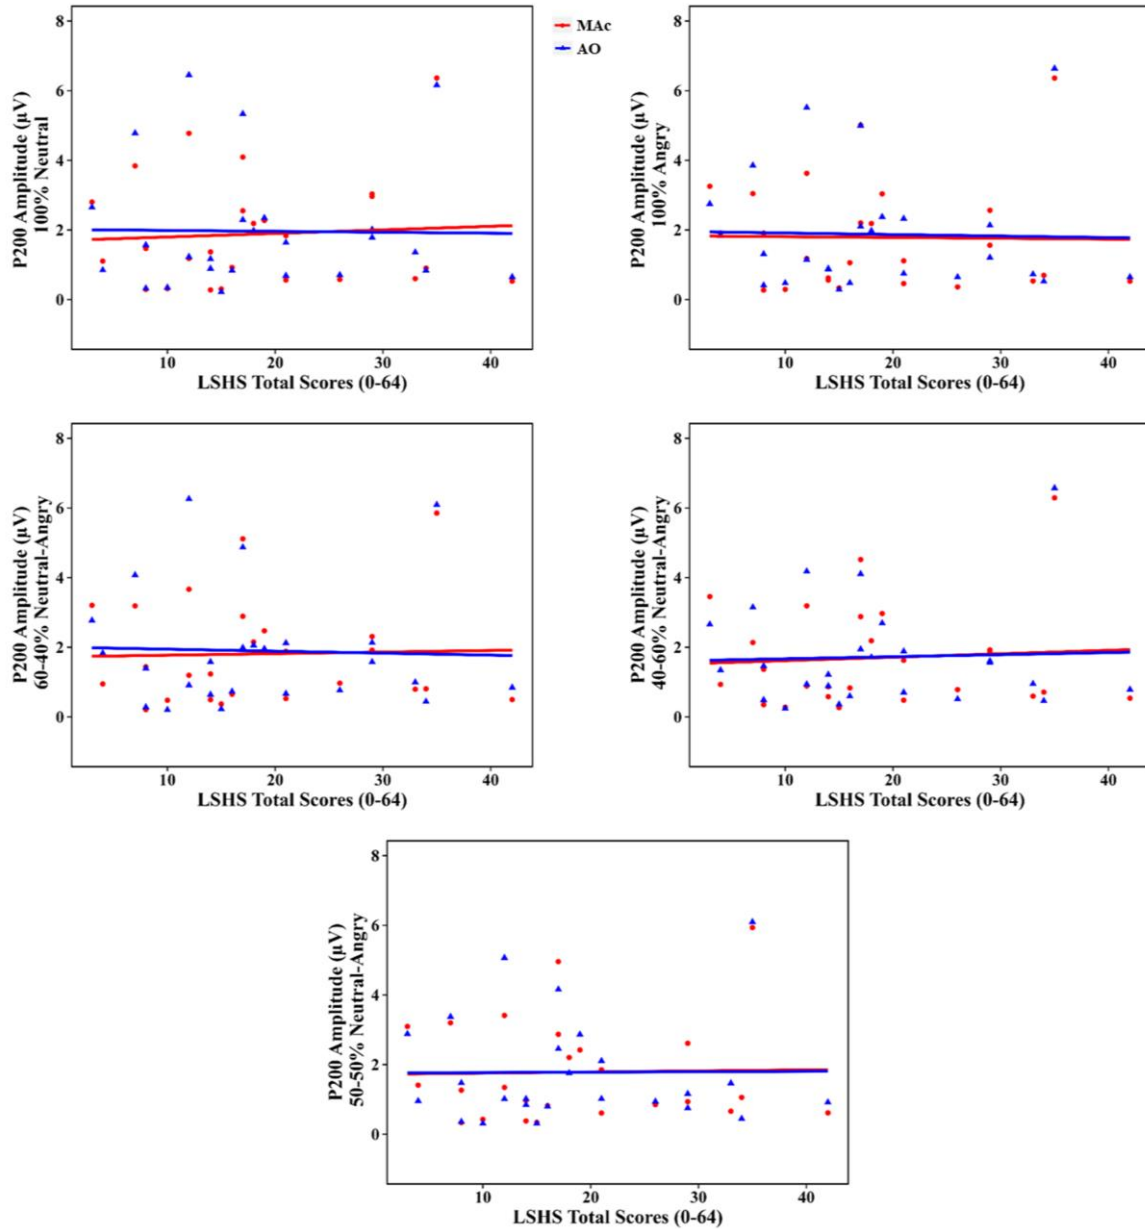 MAc
AO
P200 Amplitude (µV)
100% Neutral
8
6
4
2
0
10
20
30
40
LSHS Total Scores (0-64)
P200 Amplitude (µV)
100% Angry
8
6
4
2
0
10
20
30
40
LSHS Total Scores (0-64)
P200 Amplitude (µV)
60-40% Neutral-Angry
8
6
4
2
0
10
20
30
40
LSHS Total Scores (0-64)
P200 Amplitude (µV)
40-60% Neutral-Angry
8
6
4
2
0
10
20
30
40
LSHS Total Scores (0-64)
P200 Amplitude (µV)
50-50% Neutral-Angry
8
6
4
2
0
10
20
30
40
LSHS Total Scores (0-64)